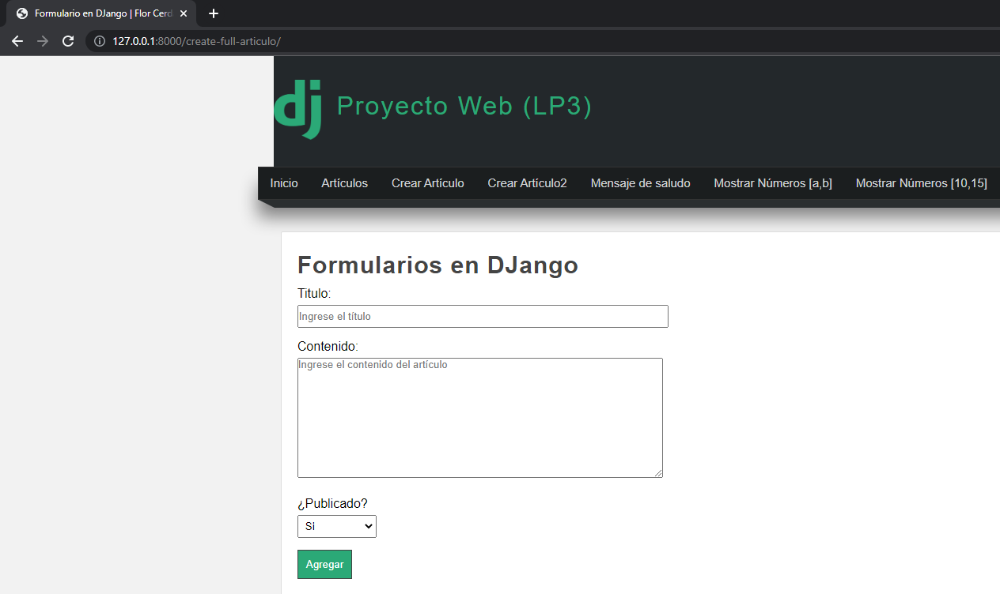 Formulario en DJango | Flor Cerd
127.0.0.1:8000/create-full-articulo/
dj Proyecto Web (LP3)
Inicio Artículos Crear Artículo Crear Artículo2 Mensaje de saludo Mostrar Números [a,b] Mostrar Números [10,15]
Formularios en DJango
Titulo:
Ingrese el título
Contenido:
Ingrese el contenido del artículo
¿Publicado?
Si
Agregar